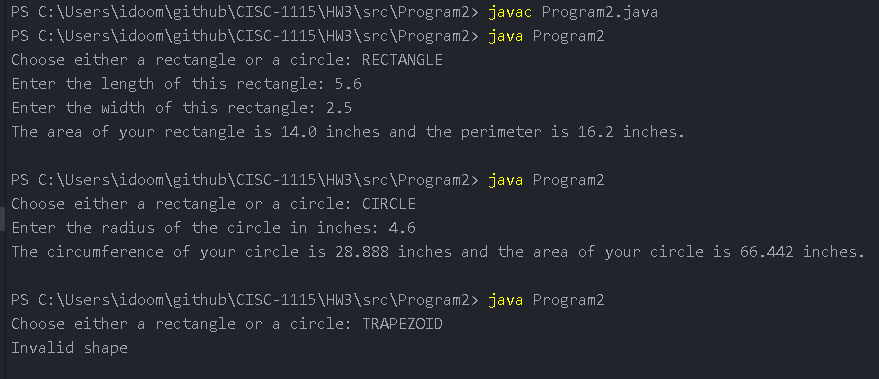 PS C:\Users\idoom\github\CISC-1115\HW3\src\Program2> javac Program2.java
PS C:\Users\idoom\github\CISC-1115\HW3\src\Program2> java Program2
Choose either a rectangle or a circle: RECTANGLE
Enter the length of this rectangle: 5.6
Enter the width of this rectangle: 2.5
The area of your rectangle is 14.0 inches and the perimeter is 16.2 inches.
PS C:\Users\idoom\github\CISC-1115\HW3\src\Program2> java Program2
Choose either a rectangle or a circle: CIRCLE
Enter the radius of the circle in inches: 4.6
The circumference of your circle is 28.888 inches and the area of your circle is 66.442 inches.
PS C:\Users\idoom\github\CISC-1115\HW3\src\Program2> java Program2
Choose either a rectangle or a circle: TRAPEZOID
Invalid shape